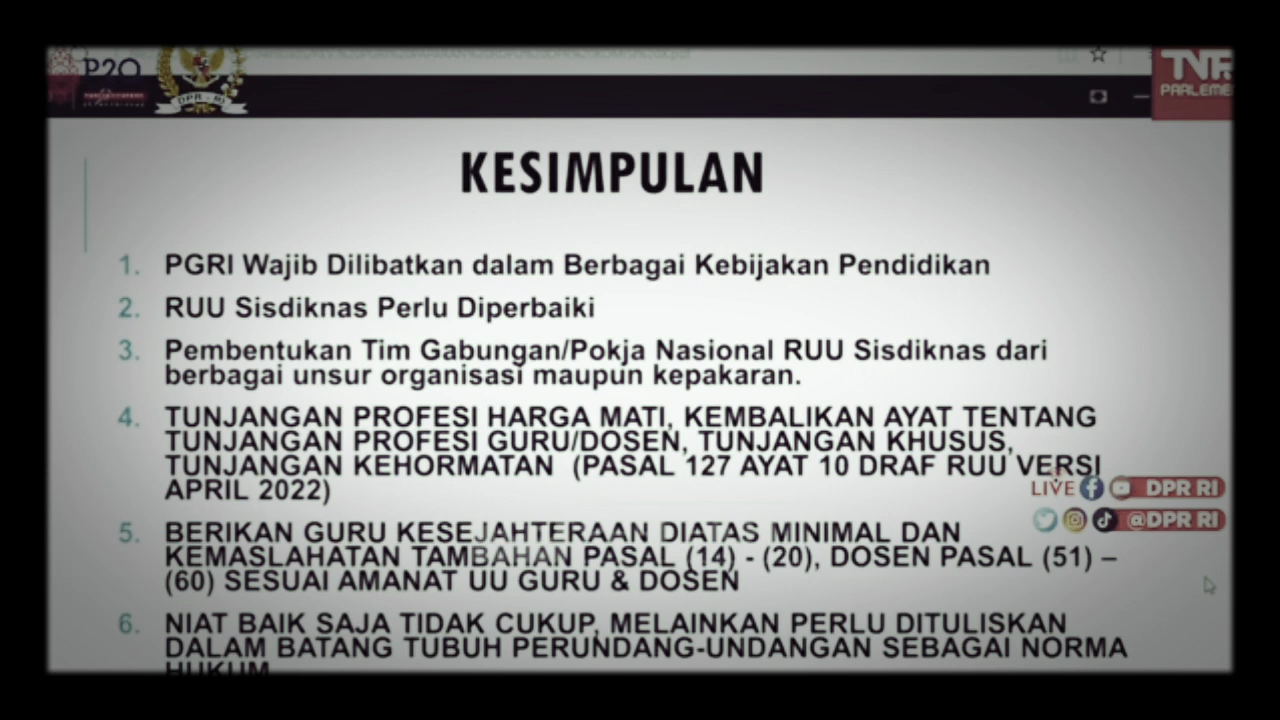 P20
DPR - RI
TVR
PARLEME
KESIMPULAN
1. PGRI Wajib Dilibatkan dalam Berbagai Kebijakan Pendidikan
2. RUU Sisdiknas Perlu Diperbaiki
3. Pembentukan Tim Gabungan/Pokja Nasional RUU Sisdiknas dari
berbagai unsur organisasi maupun kepakaran.
4. TUNJANGAN PROFESI HARGA MATI, KEMBALIKAN AYAT TENTANG
TUNJANGAN PROFESI GURU/DOSEN, TUNJANGAN KHUSUS,
TUNJANGAN KEHORMATAN (PASAL 127 AYAT 10 DRAF RUU VERSI
APRIL 2022)
LIVE DPR RI
@DPR RI
5. BERIKAN GURU KESEJAHTERAAN DIATAS MINIMAL DAN
KEMASLAHATAN TAMBAHAN PASAL (14) - (20), DOSEN PASAL (51) –
(60) SESUAI AMANAT UU GURU & DOSEN
6. NIAT BAIK SAJA TIDAK CUKUP, MELAINKAN PERLU DITULISKAN
DALAM BATANG TUBUH PERUNDANG-UNDANGAN SEBAGAI NORMA
HUKUM